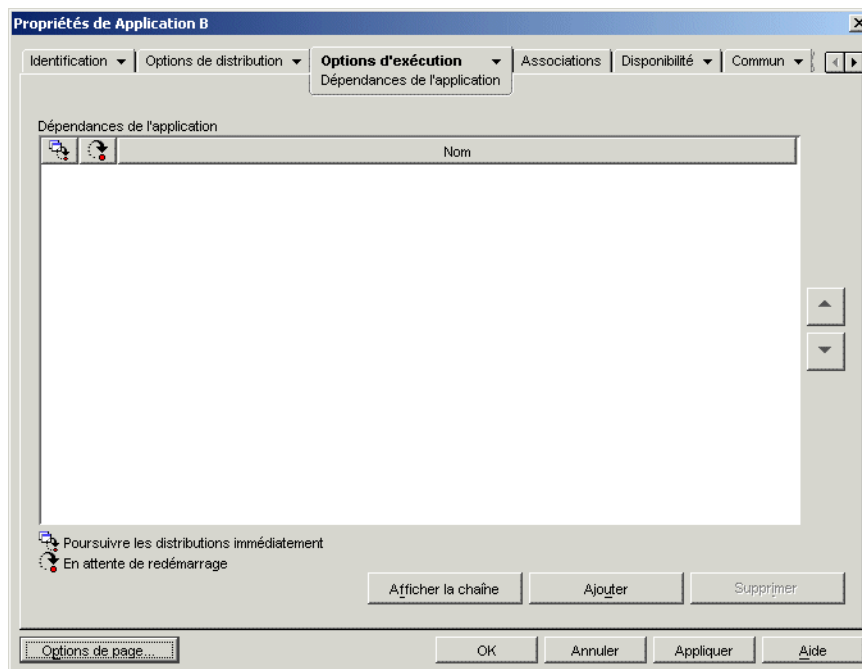 Propriétés de Application B
Identification
Options de distribution
Options d'exécution
Associations
Disponibilité
Commun
Dépendances de l'application
Dépendances de l'application
Nom
Poursuivre les distributions immédiatement
En attente de redémarrage
Afficher la chaîne
Ajouter
Supprimer
Options de page...
OK
Annuler
Appliquer
Aide